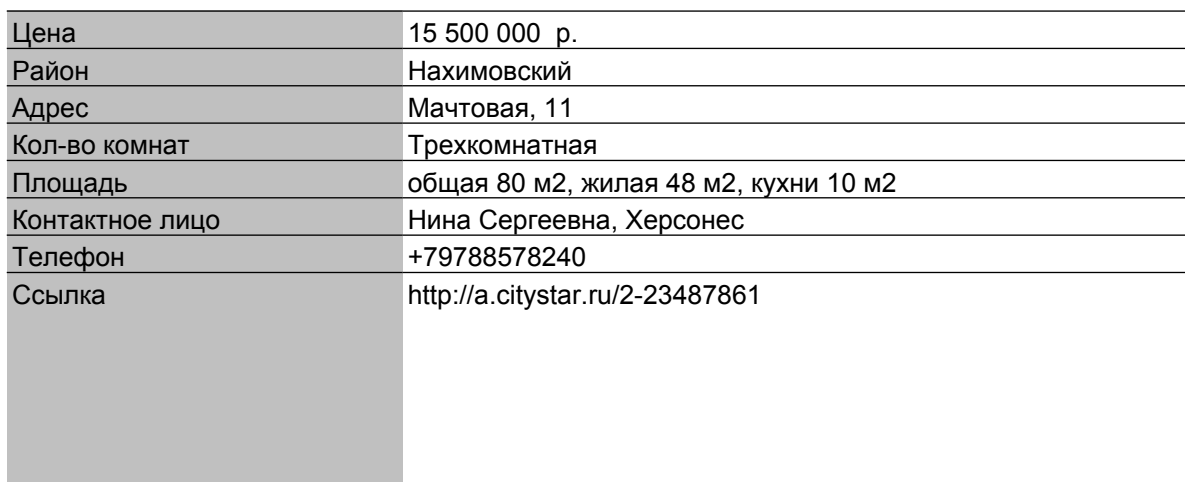 Цена 15 500 000 р.
Район Нахимовский
Адрес Мачтовая, 11
Кол-во комнат Трехкомнатная
Площадь общая 80 м2, жилая 48 м2, кухни 10 м2
Контактное лицо Нина Сергеевна, Херсонес
Телефон +79788578240
Ссылка http://a.citystar.ru/2-23487861